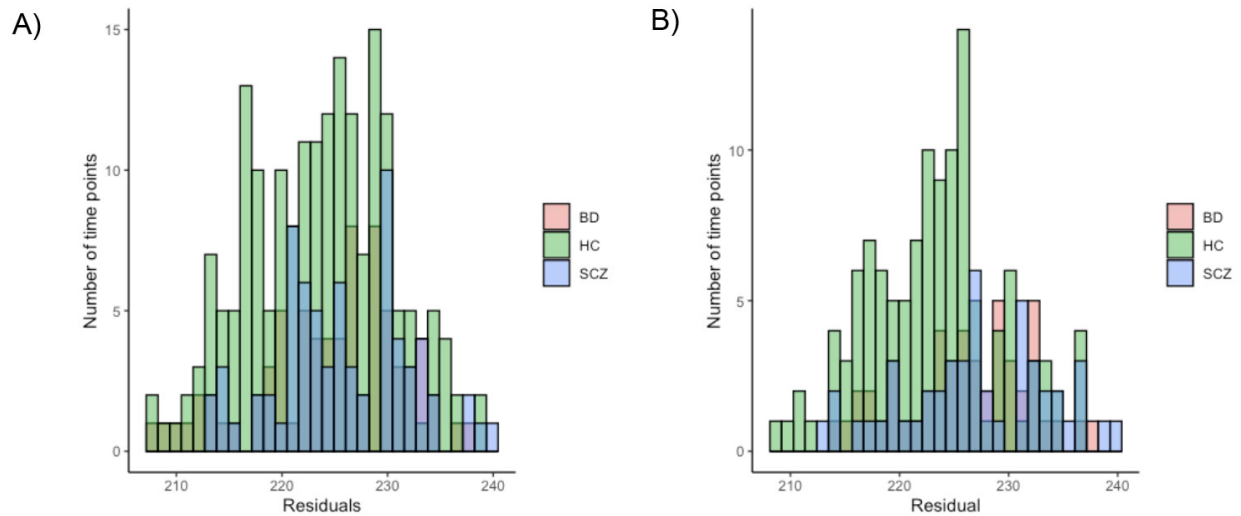 A)
Number of time points
15
10
5
0
210 220 230 240
Residuals
BD
HC
SCZ
B)
Number of time points
10
5
0
210 220 230 240
Residual
BD
HC
SCZ